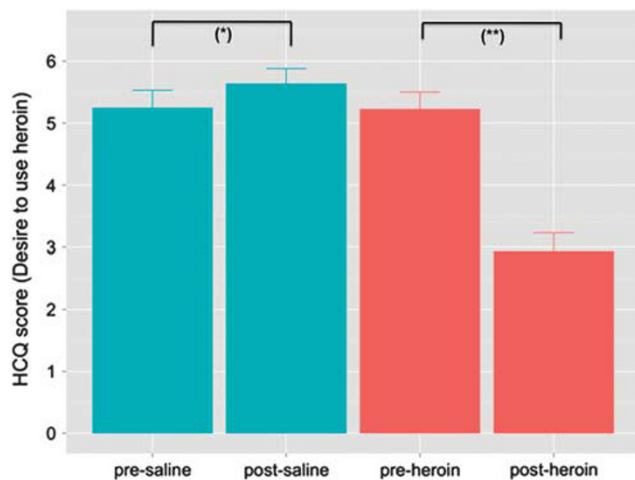 (*)
(**)
6
5
4
3
2
1
0
HCQ score (Desire to use heroin)
pre-saline
post-saline
pre-heroin
post-heroin